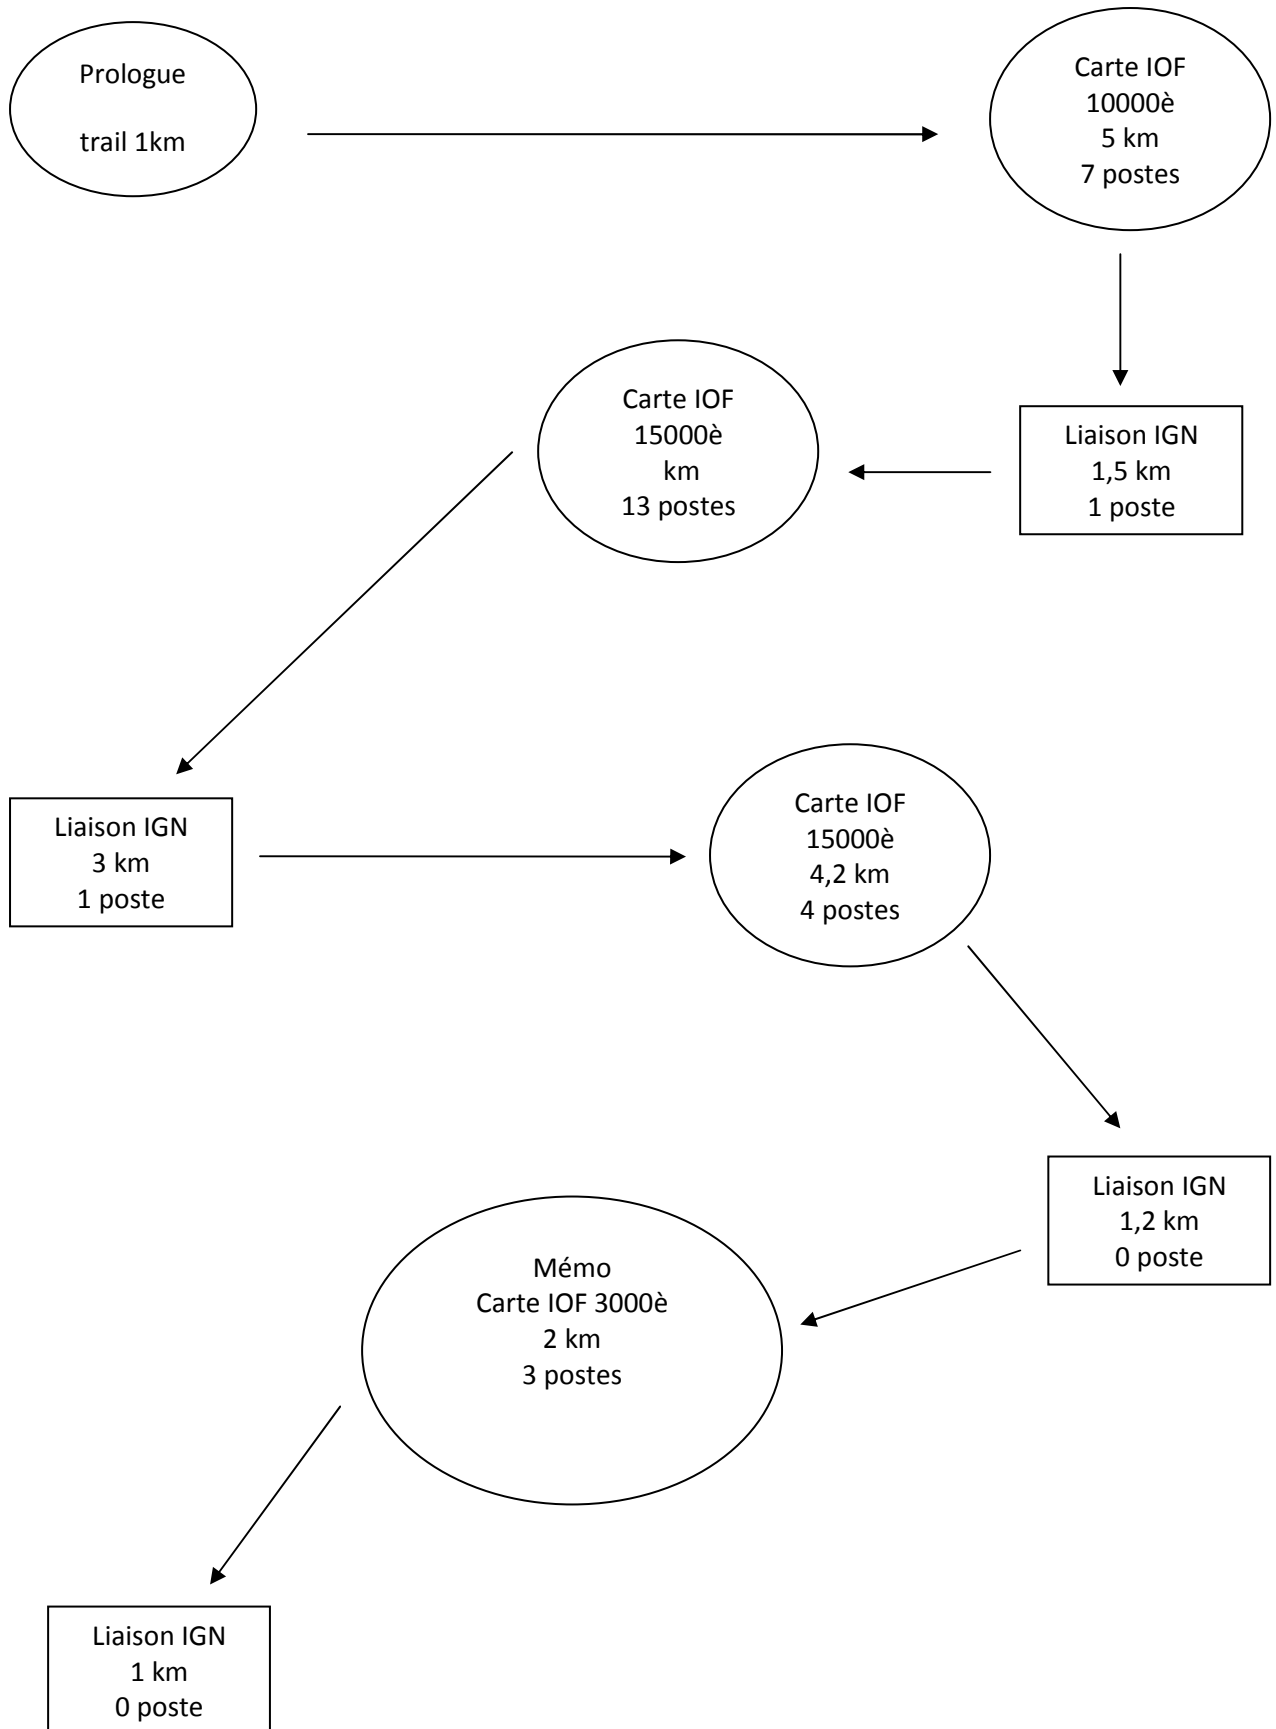 Prologue
trail 1km
Carte IOF
10000è
5 km
7 postes
Liaison IGN
1,5 km
1 poste
Carte IOF
15000è
km
13 postes
Liaison IGN
3 km
1 poste
Carte IOF
15000è
4,2 km
4 postes
Liaison IGN
1,2 km
0 poste
Mémo
Carte IOF 3000è
2 km
3 postes
Liaison IGN
1 km
0 poste